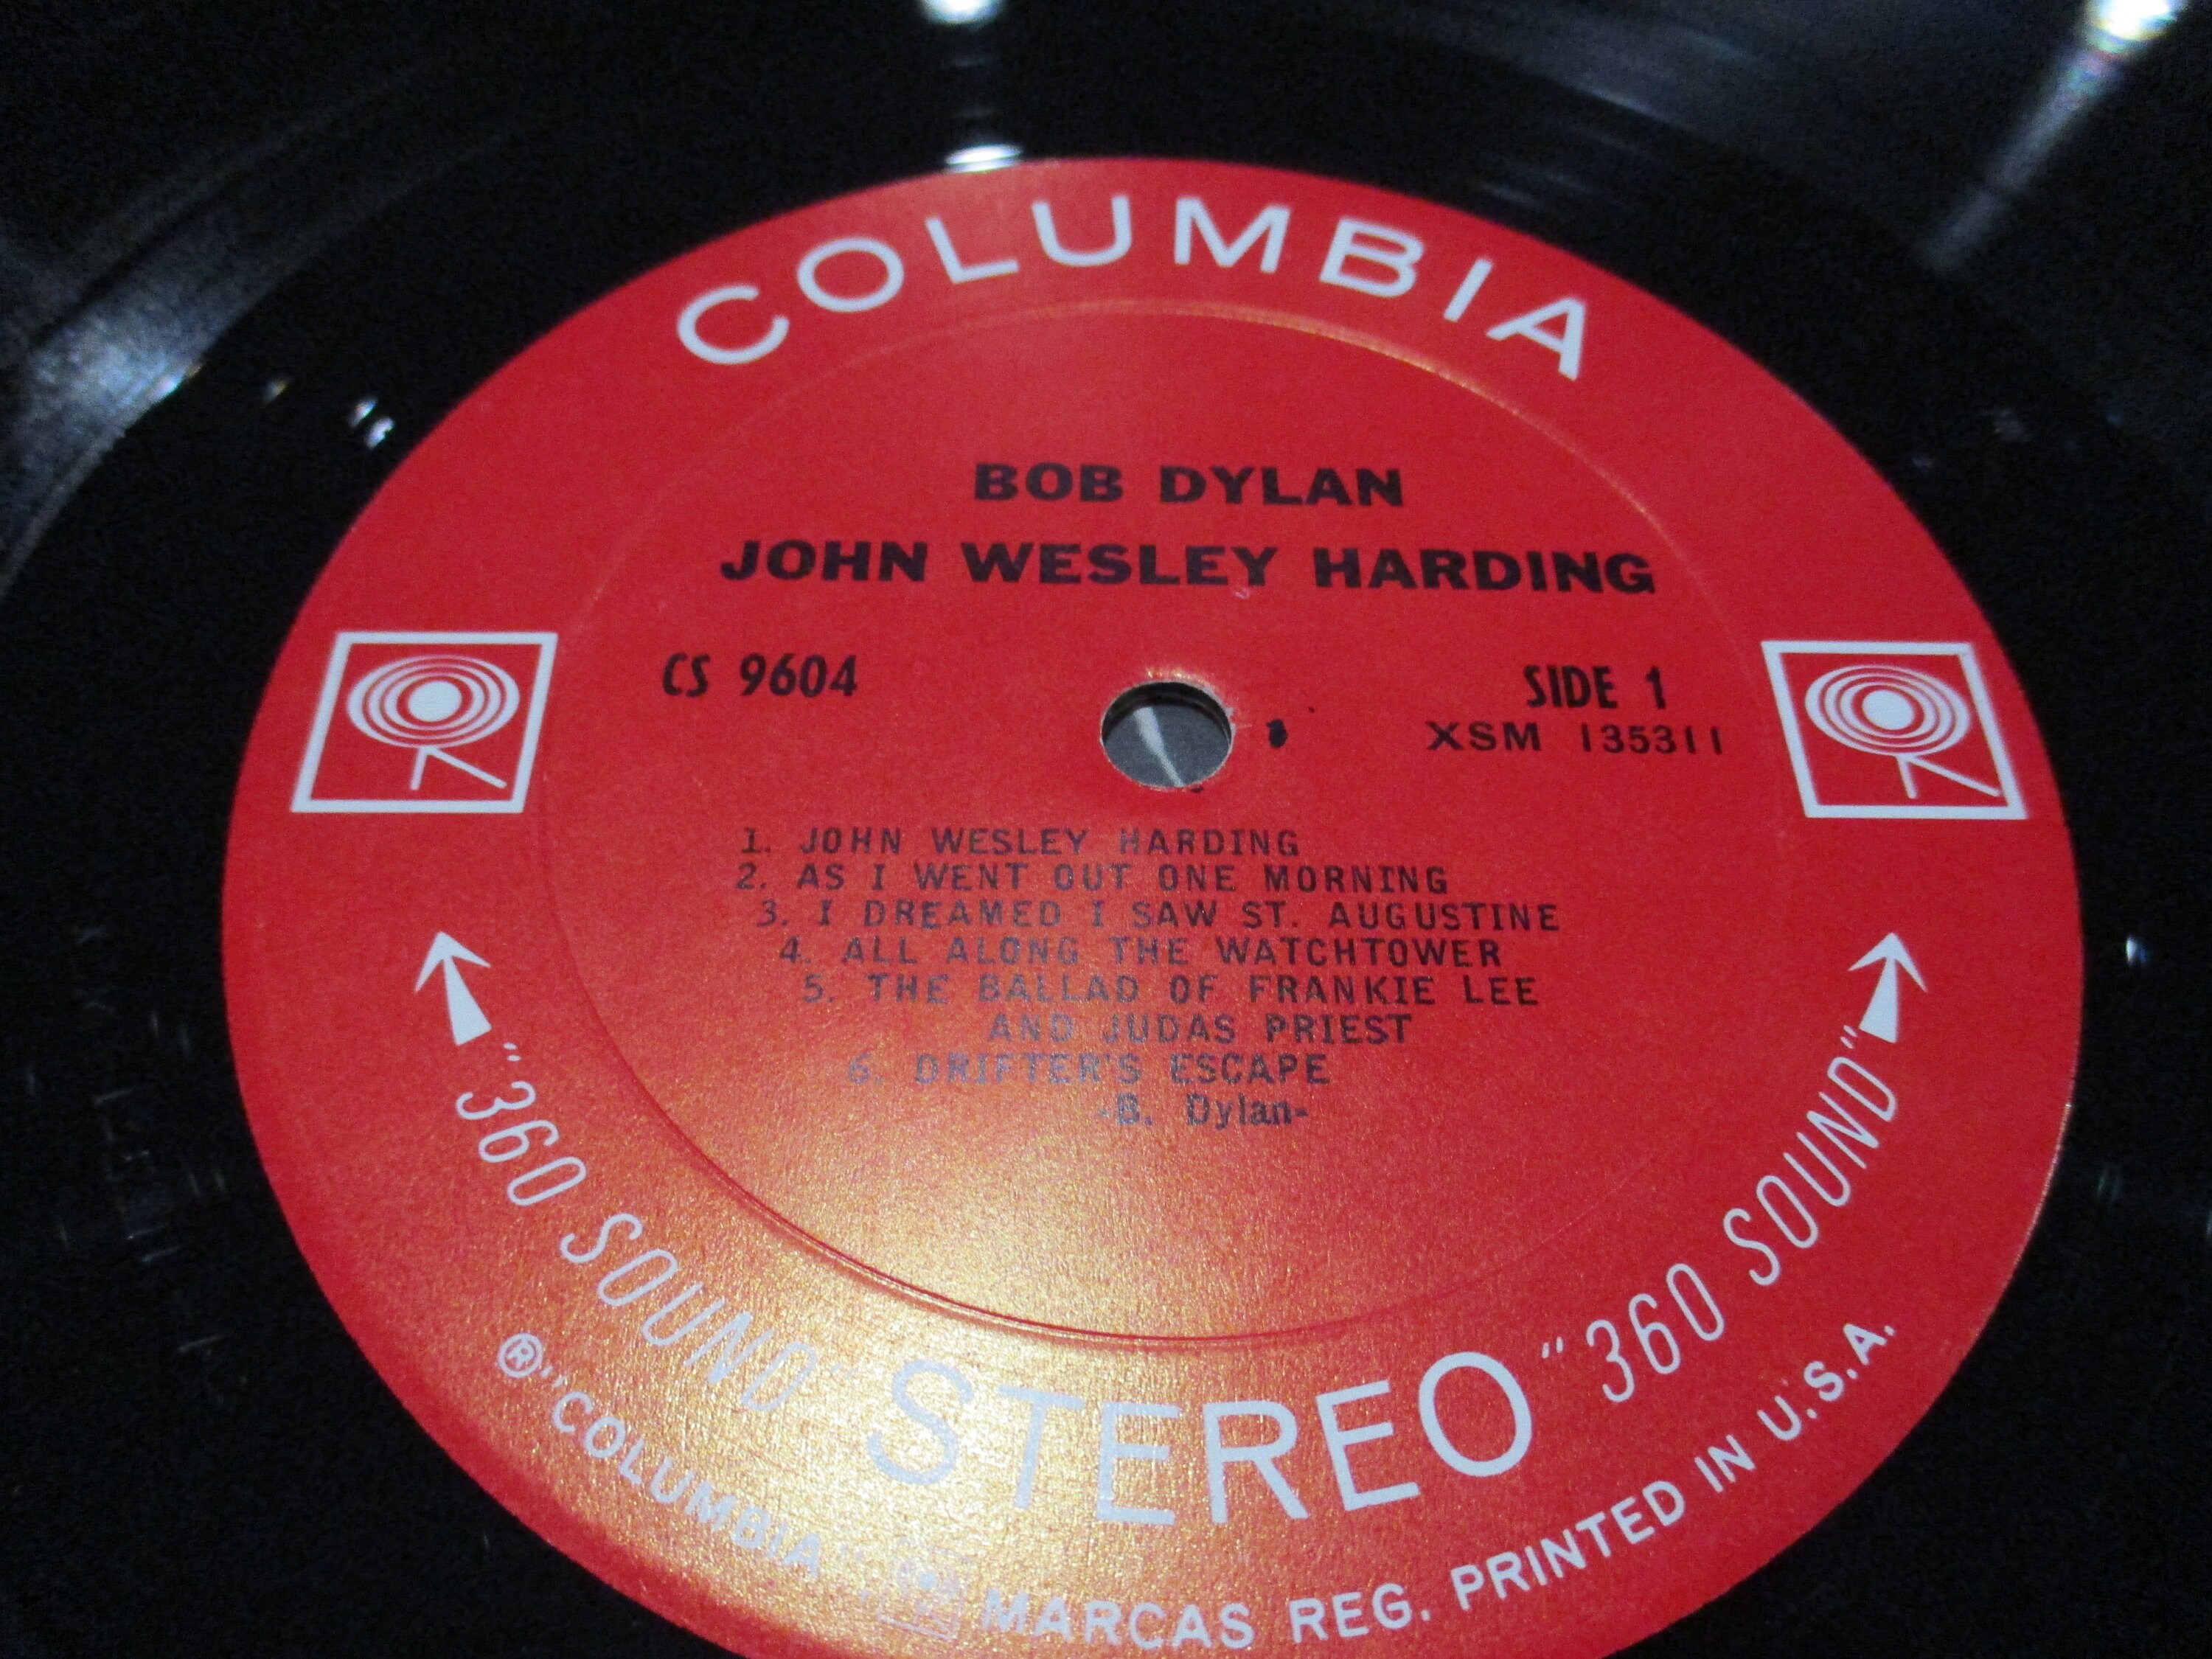 COLUMBIA
BOB DYLAN
JOHN WESLEY HARDING
CS 9604
SIDE 1
XSM 135311
1. JOHN WESLEY HARDING
2. AS I WENT OUT ONE MORNING
3. I DREAMED I SAW ST. AUGUSTINE
4. ALL ALONG THE WATCHTOWER
5. THE BALLAD OF FRANKIE LEE
AND JUDAS PRIEST
6. DRIFTER'S ESCAPE
-B. Dylan-
"360 SOUND" STEREO "360 SOUND"
® "COLUMBIA", MARCAS REG. PRINTED IN U.S.A.